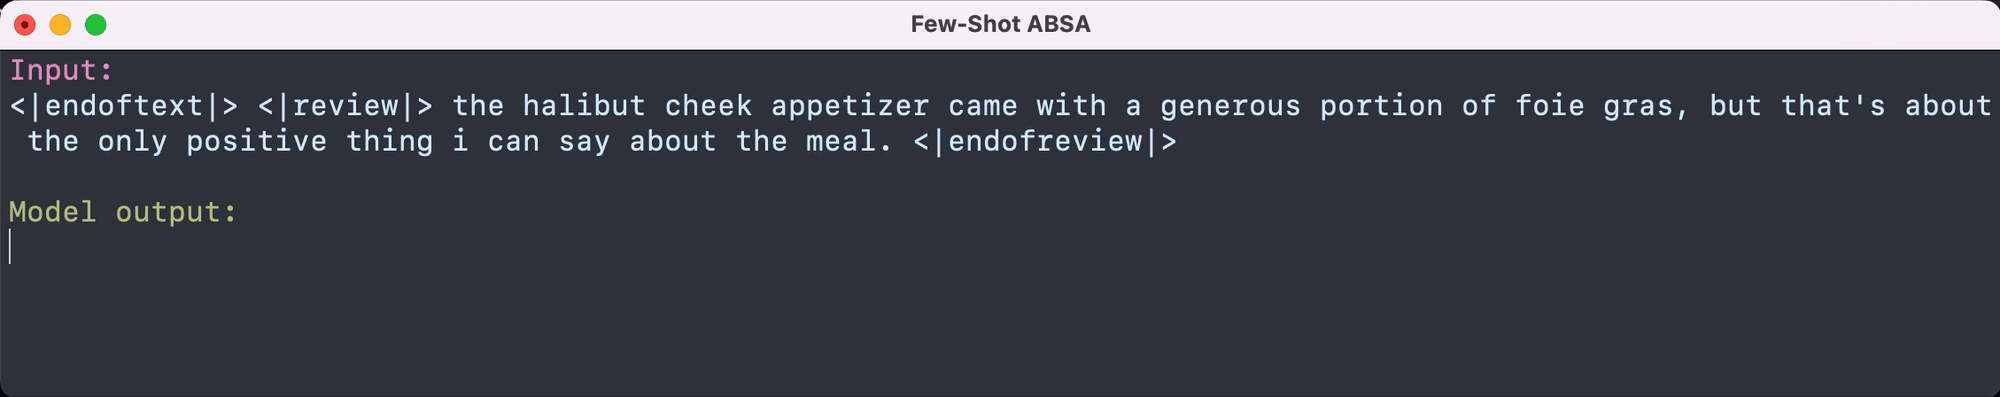 Few-Shot ABSA
Input:
<|endoftext|> <|review|> the halibut cheek appetizer came with a generous portion of foie gras, but that's about
the only positive thing i can say about the meal. <|endofreview|>
Model output: